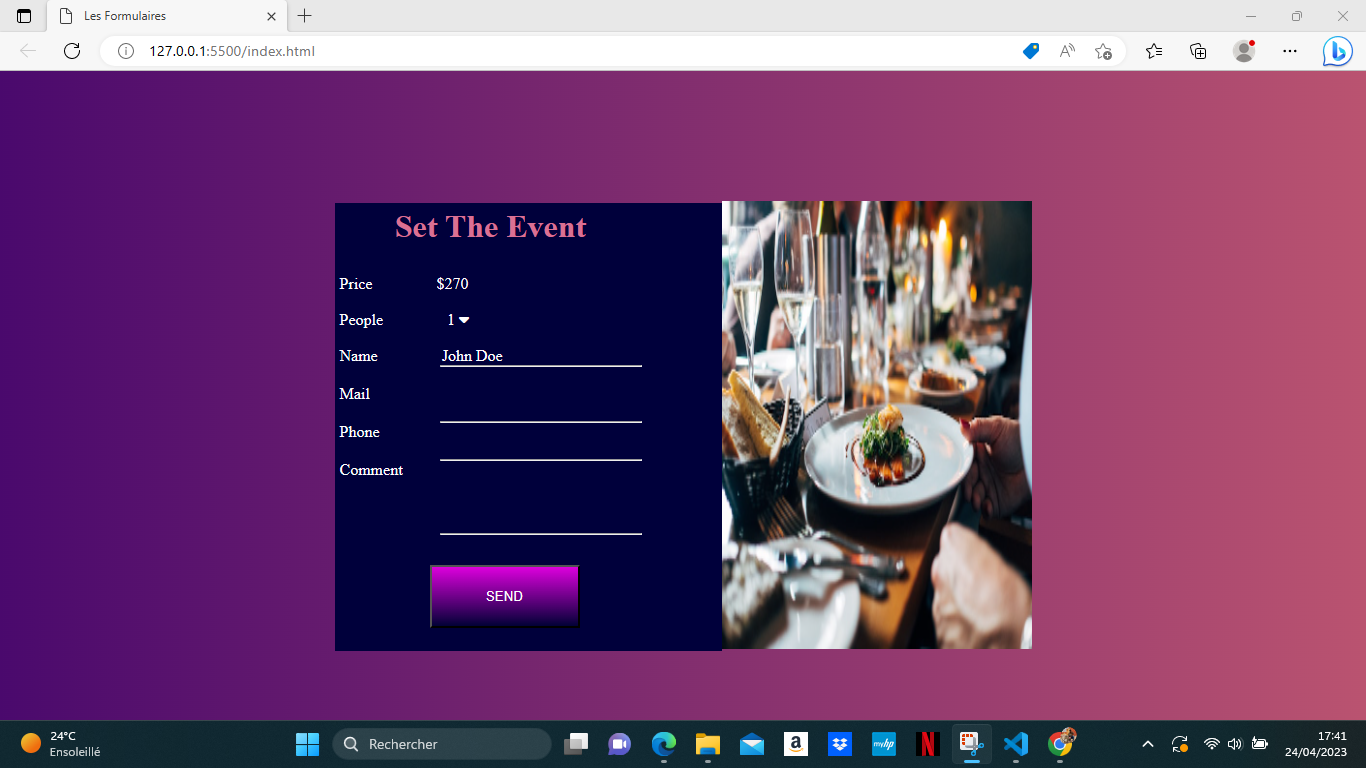 Les Formulaires
127.0.0.1:5500/index.html
Set The Event
Price $270
People 1
Name John Doe
Mail
Phone
Comment
SEND
24°C
Ensoleillé
Rechercher
a
myhp
N
17:41
24/04/2023